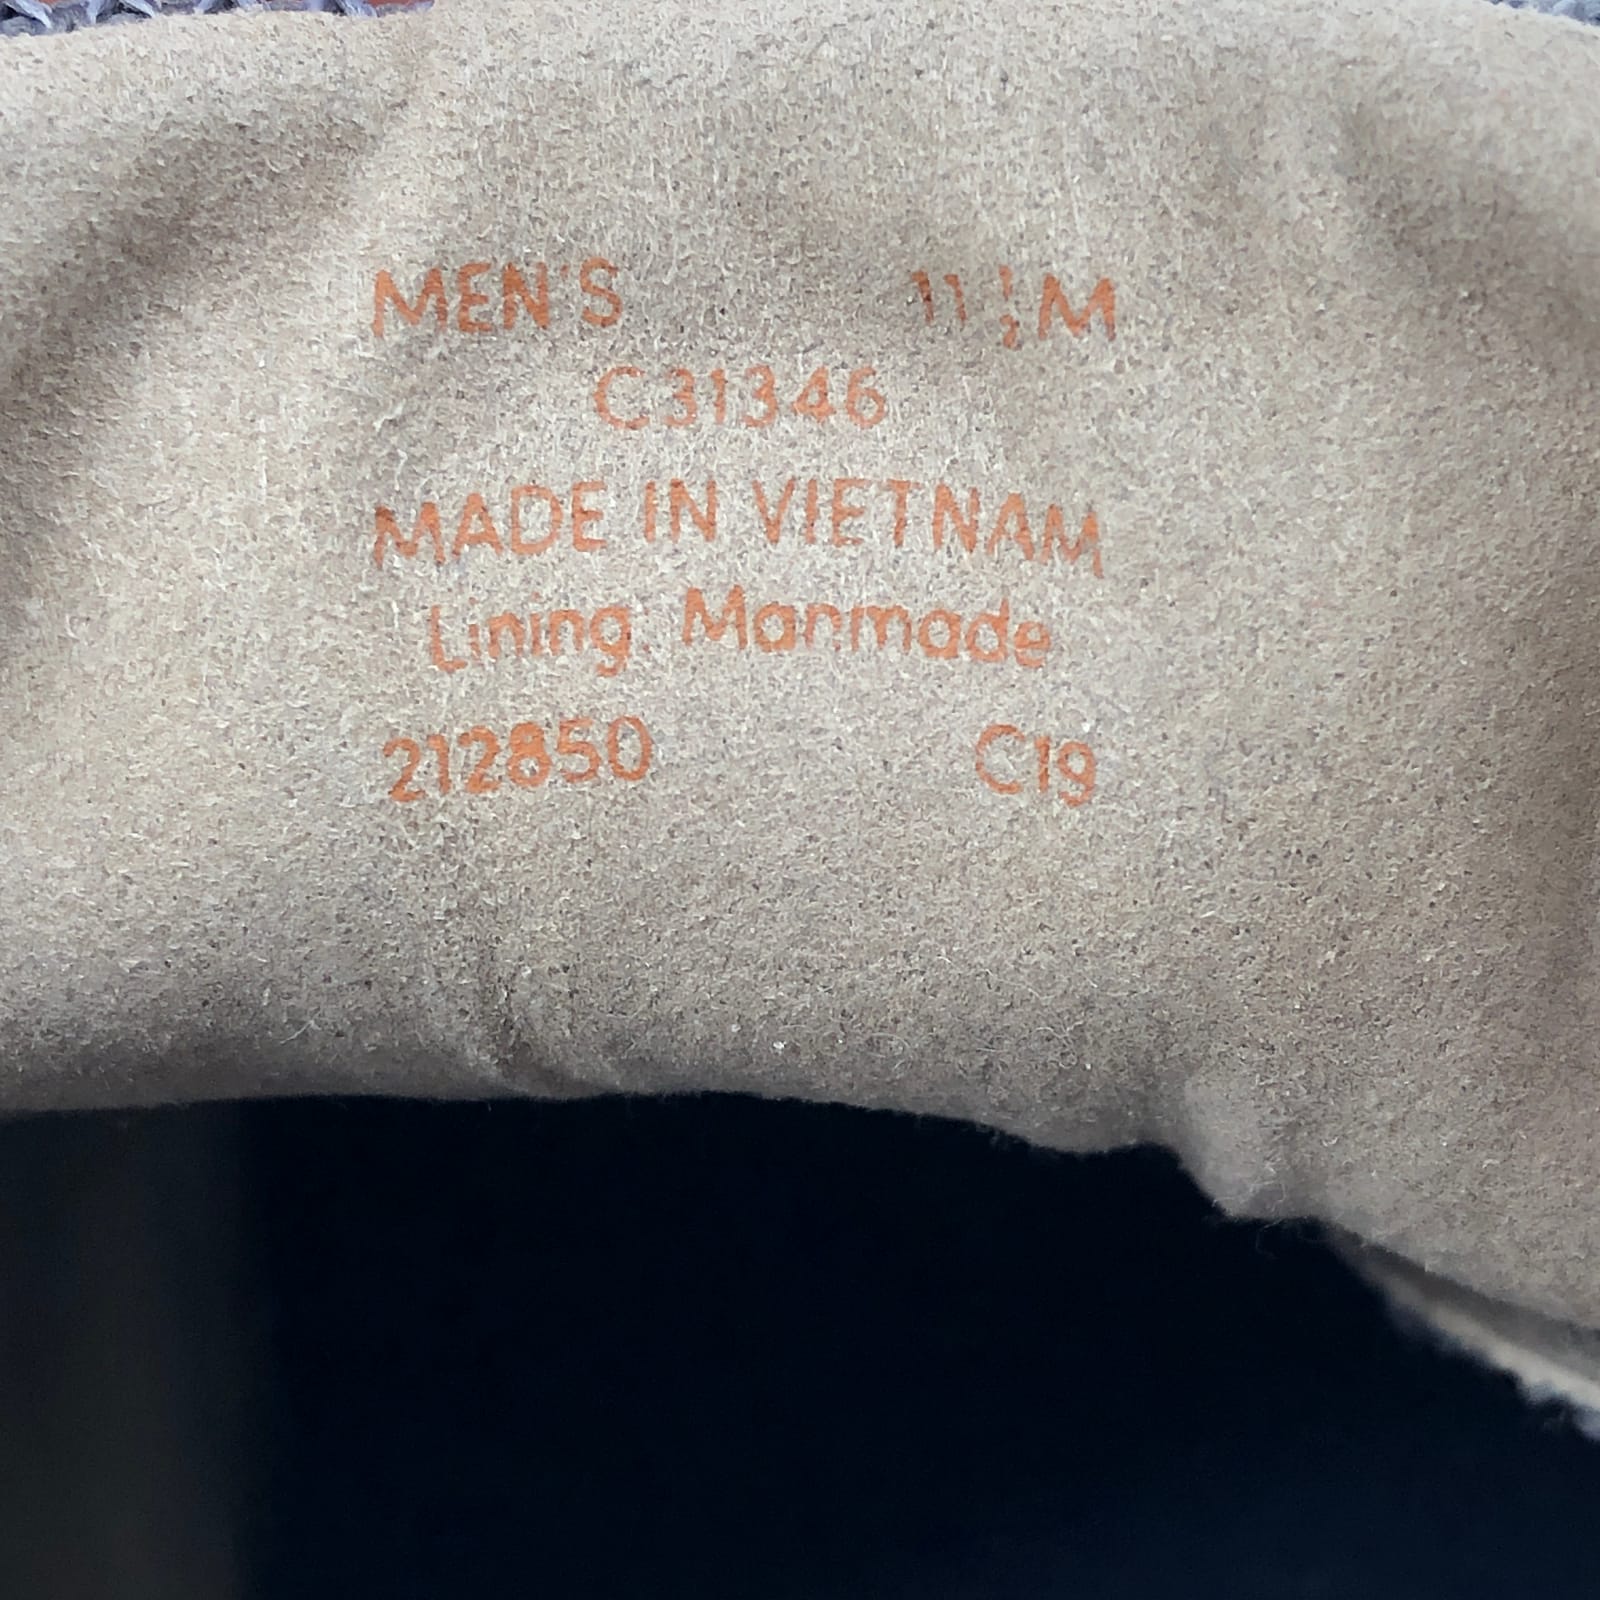 MEN'S 11½M
C31346
MADE IN VIETNAM
Lining: Manmade
212850 C19